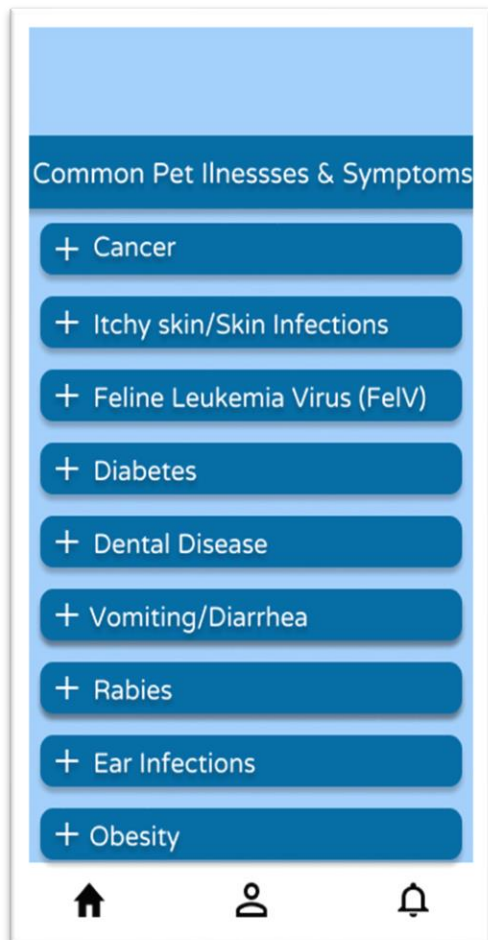 Common Pet Ilnessses & Symptoms
+ Cancer
+ Itchy skin/Skin Infections
+ Feline Leukemia Virus (FelV)
+ Diabetes
+ Dental Disease
+ Vomiting/Diarrhea
+ Rabies
+ Ear Infections
+ Obesity